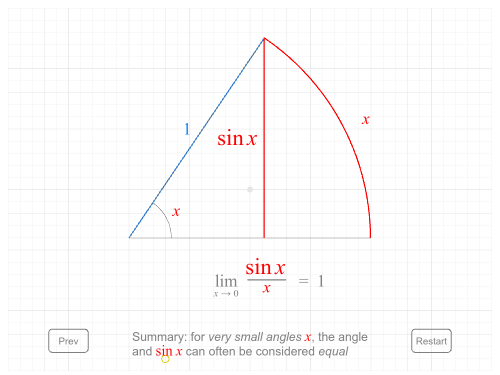 1
sin x
x
x
lim x → 0 sin x / x = 1
Prev
Summary: for very small angles x, the angle
and sin x can often be considered equal
Restart